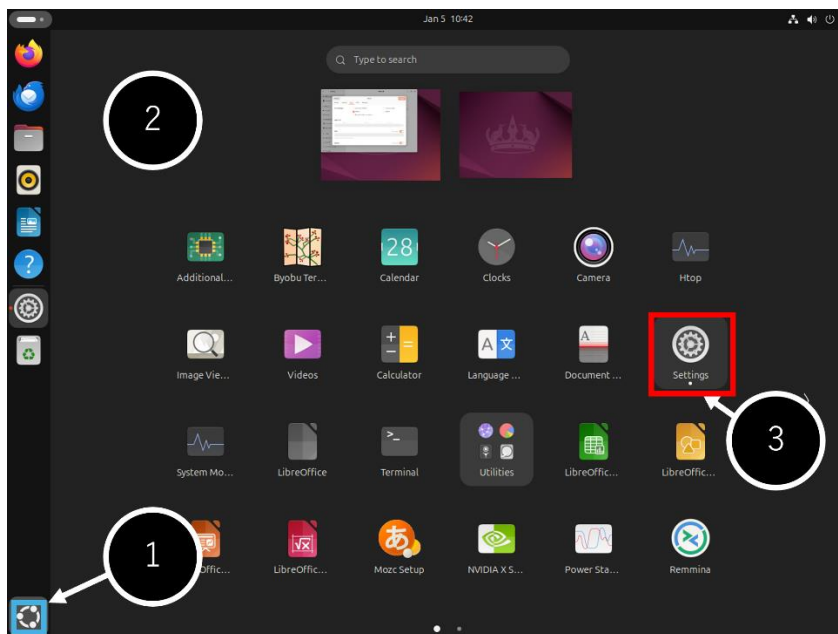 Jan 5 10:42
Type to search
2
Additional...
Byobu Ter...
Calendar
Clocks
Camera
Htop
Image Vie...
Videos
Calculator
Language ...
Document ...
Settings
3
System Mo...
LibreOffice
Terminal
Utilities
LibreOffic...
LibreOffic...
1
Offic...
LibreOffic...
Mozc Setup
NVIDIA X S...
Power Sta...
Remmina